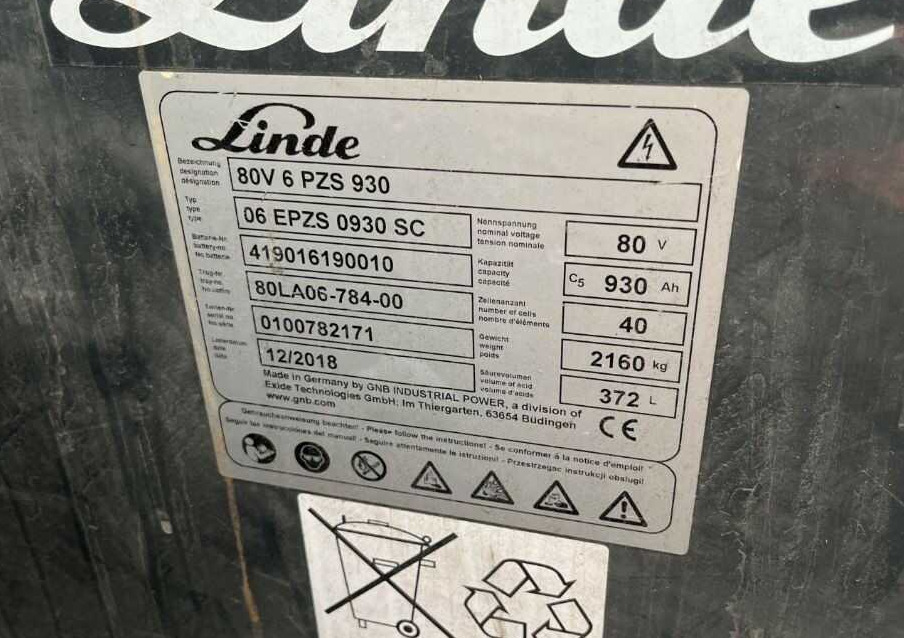 Linde
Linde
Bezeichnung
designation
désignation
80V 6 PZS 930
Typ
type
type
06 EPZS 0930 SC
Nennspannung
nominal voltage
tension nominale
80 V
Batterie-Nr.
battery-no.
No. batterie
419016190010
Kapazität
capacity
capacité
C5 930 Ah
Trog-Nr.
tray-no.
80LA06-784-00
Zellenanzahl
number of cells
nombre d'éléments
40
serial no.
No. série
0100782171
Gewicht
weight
poids
2160 kg
Lieferdatum
date
date
12/2018
Säurevolumen
volume of acid
volume d'acide
372 L
Made in Germany by GNB INDUSTRIAL POWER, a division of
Exide Technologies GmbH: Im Thiergarten, 63654 Büdingen
www.gnb.com
CE
Gebrauchsanweisung beachten! - Please follow the instructions! - Se conformer à la notice d'emploi! -
Seguir las instrucciones del manual! - Seguire attentamente le istruzioni! - Przestrzegac instrukcji obslugi!